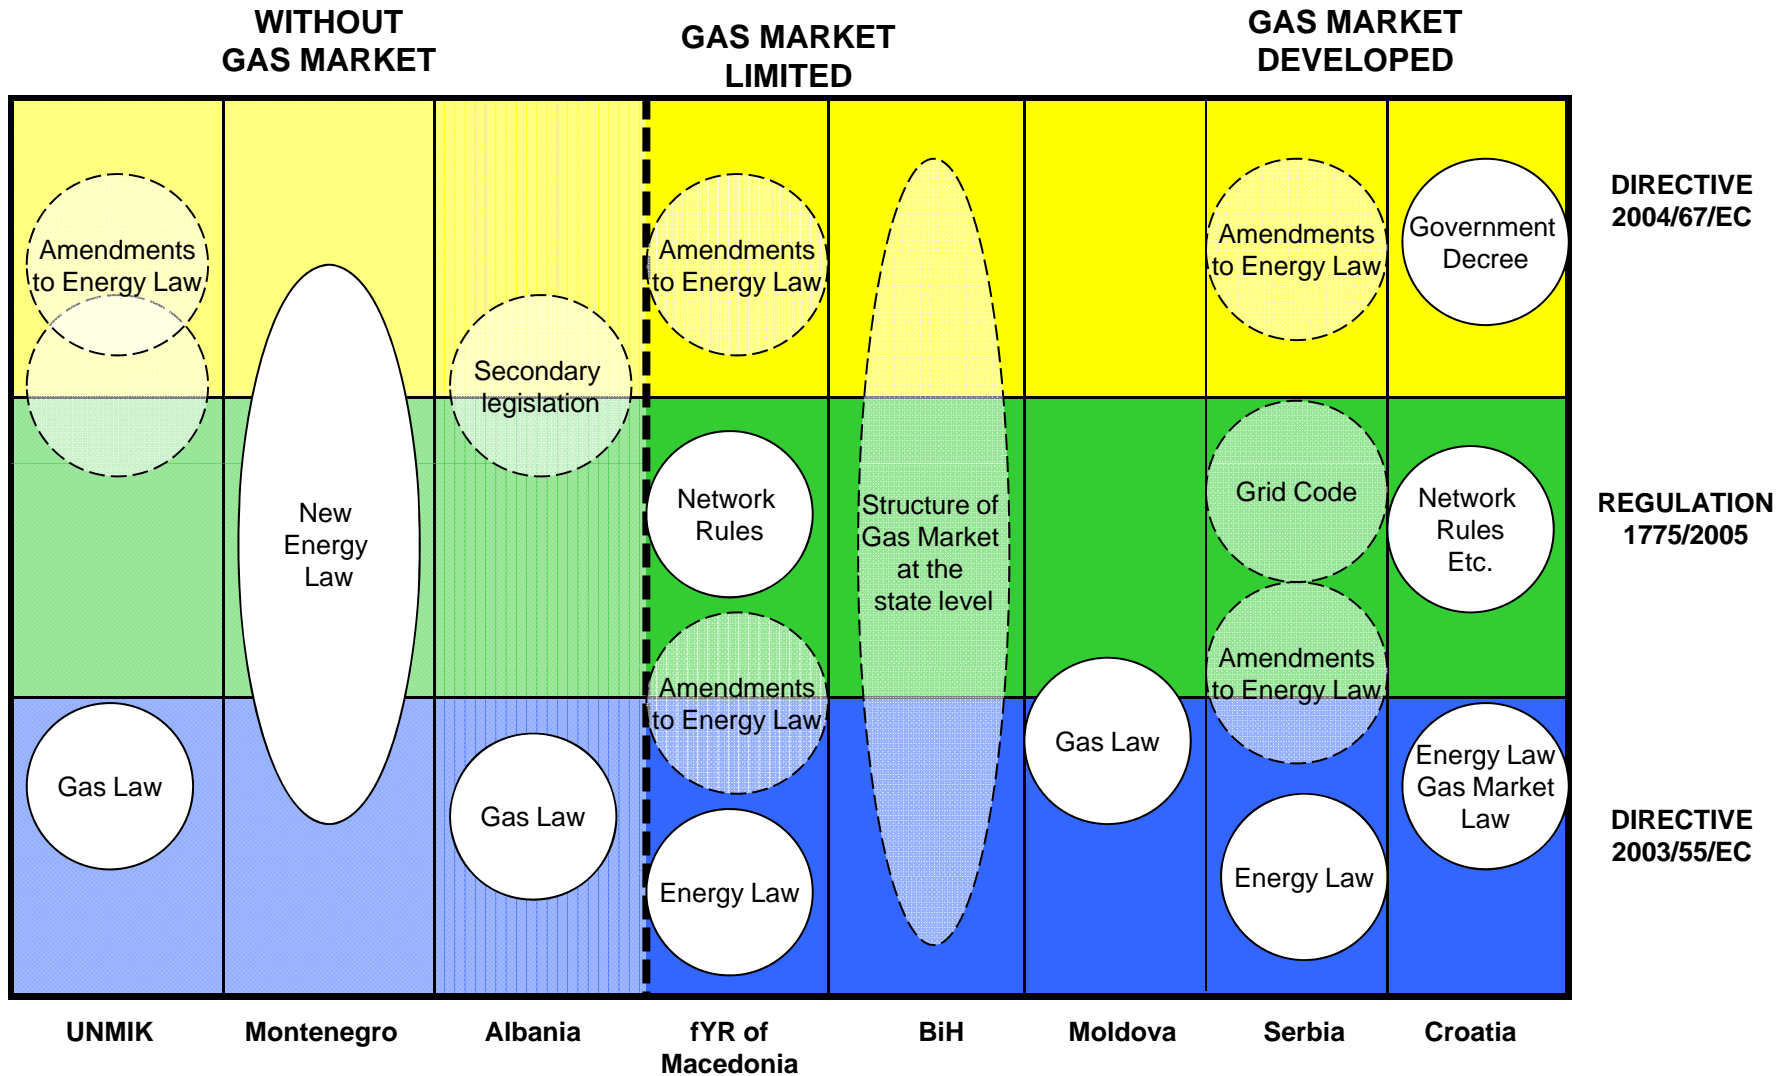 WITHOUT
GAS MARKET
GAS MARKET
LIMITED
GAS MARKET
DEVELOPED
Amendments
to Energy Law
Gas Law
New
Energy
Law
Secondary
legislation
Gas Law
Amendments
to Energy Law
Network
Rules
Amendments
to Energy Law
Energy Law
Structure of
Gas Market
at the
state level
Gas Law
Amendments
to Energy Law
Grid Code
Amendments
to Energy Law
Energy Law
Government
Decree
Network
Rules
Etc.
Energy Law
Gas Market
Law
DIRECTIVE
2004/67/EC
REGULATION
1775/2005
DIRECTIVE
2003/55/EC
UNMIK
Montenegro
Albania
fYR of
Macedonia
BiH
Moldova
Serbia
Croatia